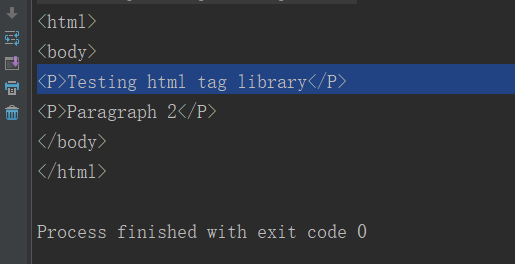 <html>
<body>
<P>Testing html tag library</P>
<P>Paragraph 2</P>
</body>
</html>
Process finished with exit code 0